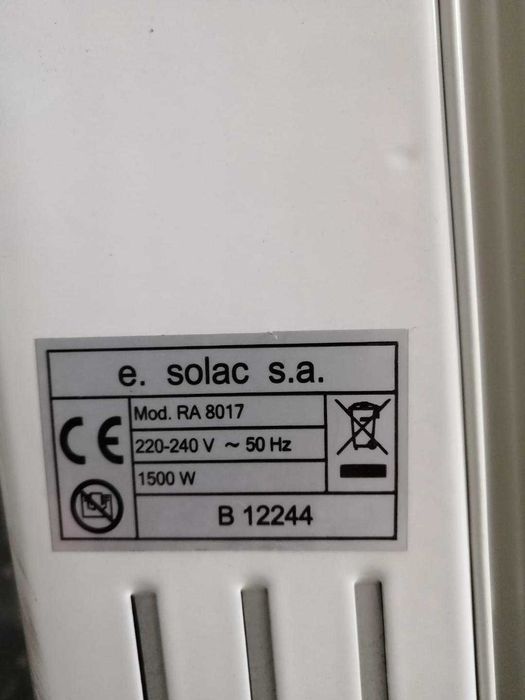 e. solac s.a.
CE
Mod. RA 8017
220-240 V ~ 50 Hz
1500 W
B 12244